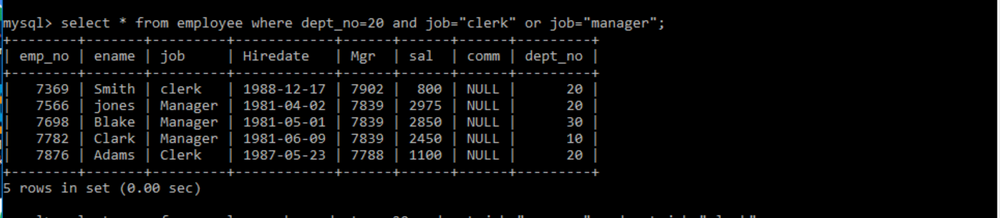 mysql> select * from employee where dept_no=20 and job="clerk" or job="manager";
+--------+-------+---------+------------+------+------+------+---------+
| emp_no | ename | job     | Hiredate   | Mgr  | sal  | comm | dept_no |
+--------+-------+---------+------------+------+------+------+---------+
|   7369 | Smith | clerk   | 1988-12-17 | 7902 |  800 | NULL |      20 |
|   7566 | jones | Manager | 1981-04-02 | 7839 | 2975 | NULL |      20 |
|   7698 | Blake | Manager | 1981-05-01 | 7839 | 2850 | NULL |      30 |
|   7782 | Clark | Manager | 1981-06-09 | 7839 | 2450 | NULL |      10 |
|   7876 | Adams | Clerk   | 1987-05-23 | 7788 | 1100 | NULL |      20 |
+--------+-------+---------+------------+------+------+------+---------+
5 rows in set (0.00 sec)